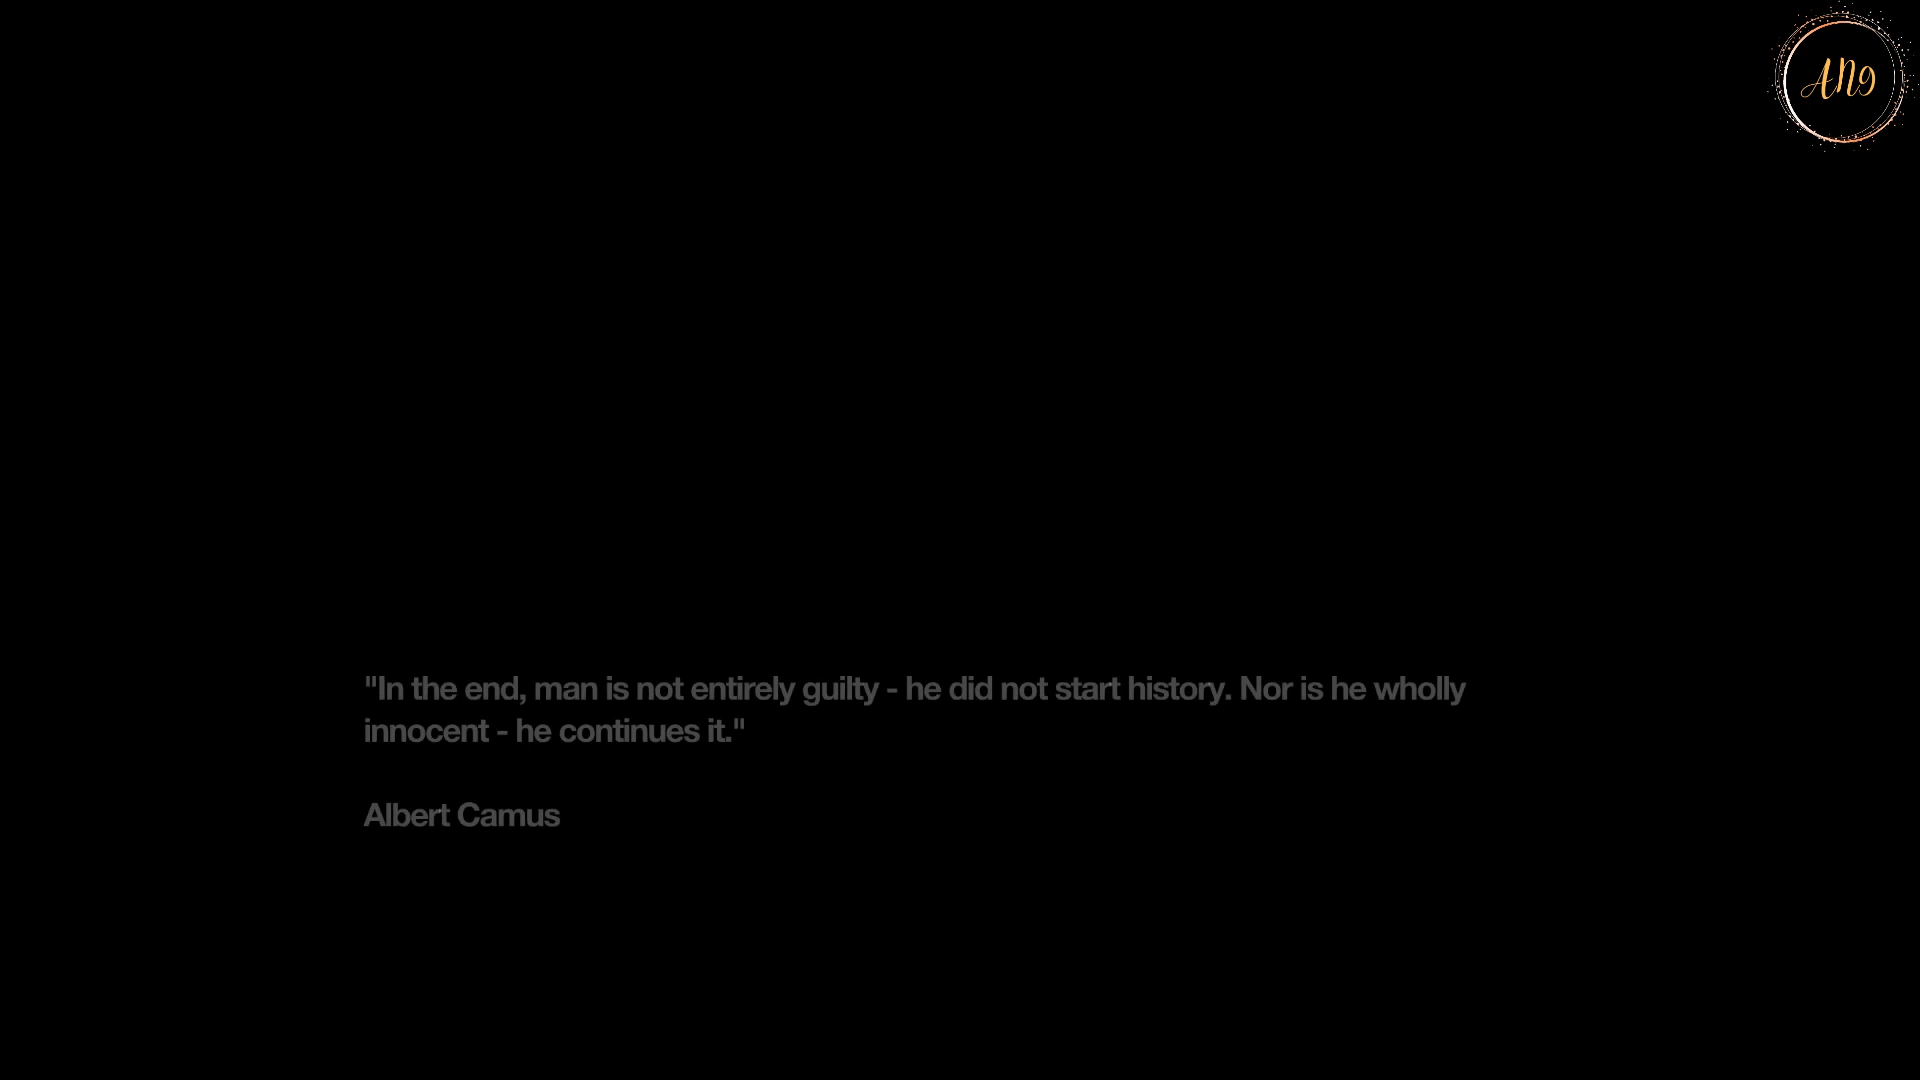 AN9
"In the end, man is not entirely guilty - he did not start history. Nor is he wholly
innocent - he continues it."
Albert Camus